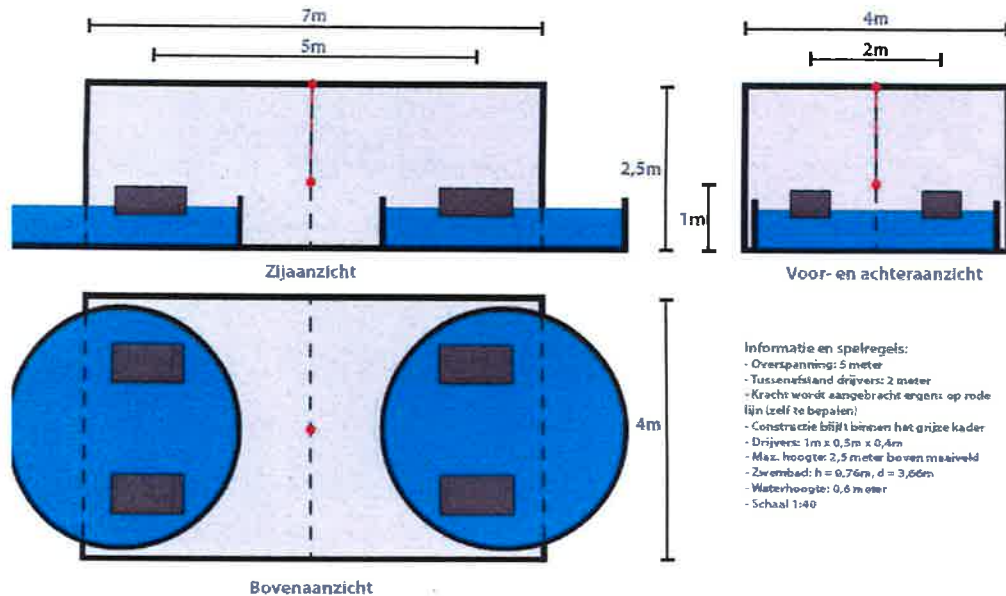 7m
5m
2,5m
1m
Zijaanzicht
4m
2m
Voor- en achteraanzicht
4m
Bovenaanzicht
Informatie en spelregels:
- Overspanning: 5 meter
- Tussenafstand drijvers: 2 meter
- Kracht wordt aangebracht ergens op rode
lijn (zelf te bepalen)
- Constructie blijft binnen het grijze kader
- Drijvers: 1m x 0,5m x 0,4m
- Max. hoogte: 2,5 meter boven maaiveld
- Zwembad: h = 0,76m, d = 3,66m
- Waterhoogte: 0,6 meter
- Schaal 1:40